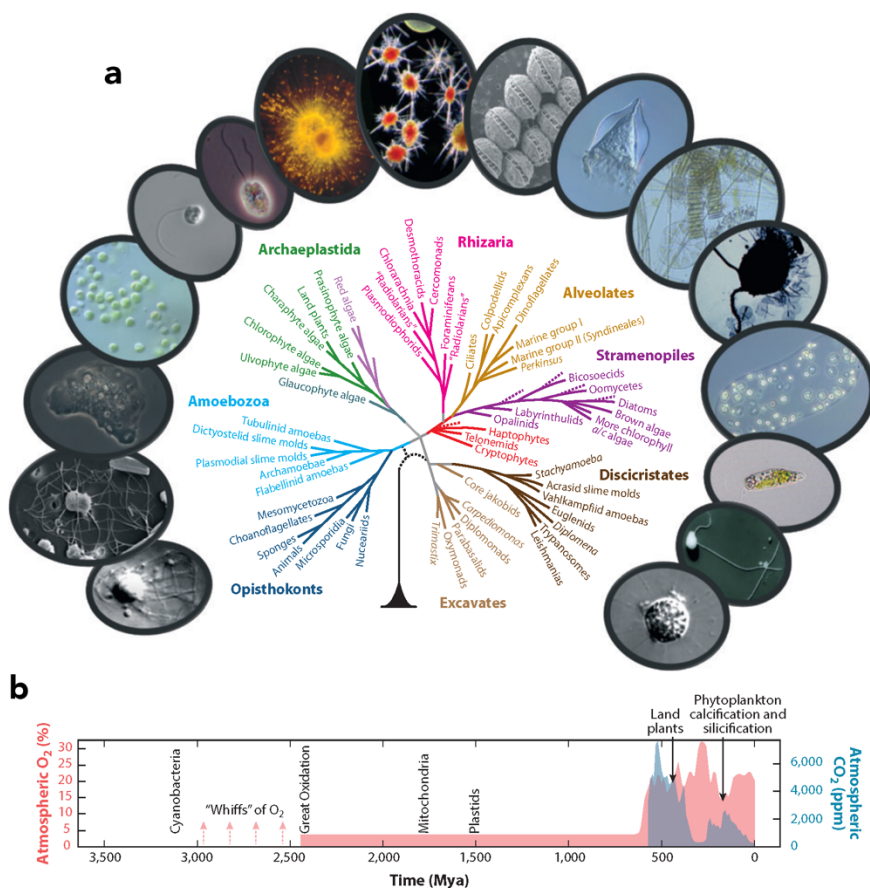 a
Archaeplastida
Red algae
Prasinophyte algae
Land plants
Charaphyte algae
Chlorophyte algae
Ulvophyte algae
Glaucophyte algae
Rhizaria
Desmothoracids
Cercomonads
Chlorarachnia
"Radiolarians"
Plasmodiophorids
Foraminiferans
"Radiolarians"
Alveolates
Ciliates
Colpodellids
Apicomplexans
Dinoflagellates
Marine group I
Marine group II (Syndineales)
Perkinsus
Stramenopiles
Bicosoecids
Oomycetes
Diatoms
Brown algae
More chlorophyll
a/c algae
Labyrinthulids
Opalinids
Haptophytes
Telonemids
Cryptophytes
Amoebozoa
Tubulinid amoebas
Dictyostelid slime molds
Plasmodial slime molds
Archamoebae
Flabellinid amoebas
Discicristates
Stachyamoeba
Acrasid slime molds
Vahlkampfiid amoebas
Euglenids
Diplomena
Trypanosomes
Leishmanias
Core jakobids
Carpediomonas
Diplomonads
Parabasalids
Oxymonads
Trimastix
Excavates
Mesomycetozoa
Choanoflagellates
Sponges
Animals
Microsporidia
Fungi
Nuceariids
Opisthokonts
b
Land
plants
Phytoplankton
calcification and
silicification
Atmospheric O2 (%)
30
25
20
15
10
5
0
Cyanobacteria
"Whiffs" of O2
Great Oxidation
Mitochondria
Plastids
6,000
4,000
2,000
0
Atmospheric
CO2 (ppm)
3,500 3,000 2,500 2,000 1,500 1,000 500 0
Time (Mya)